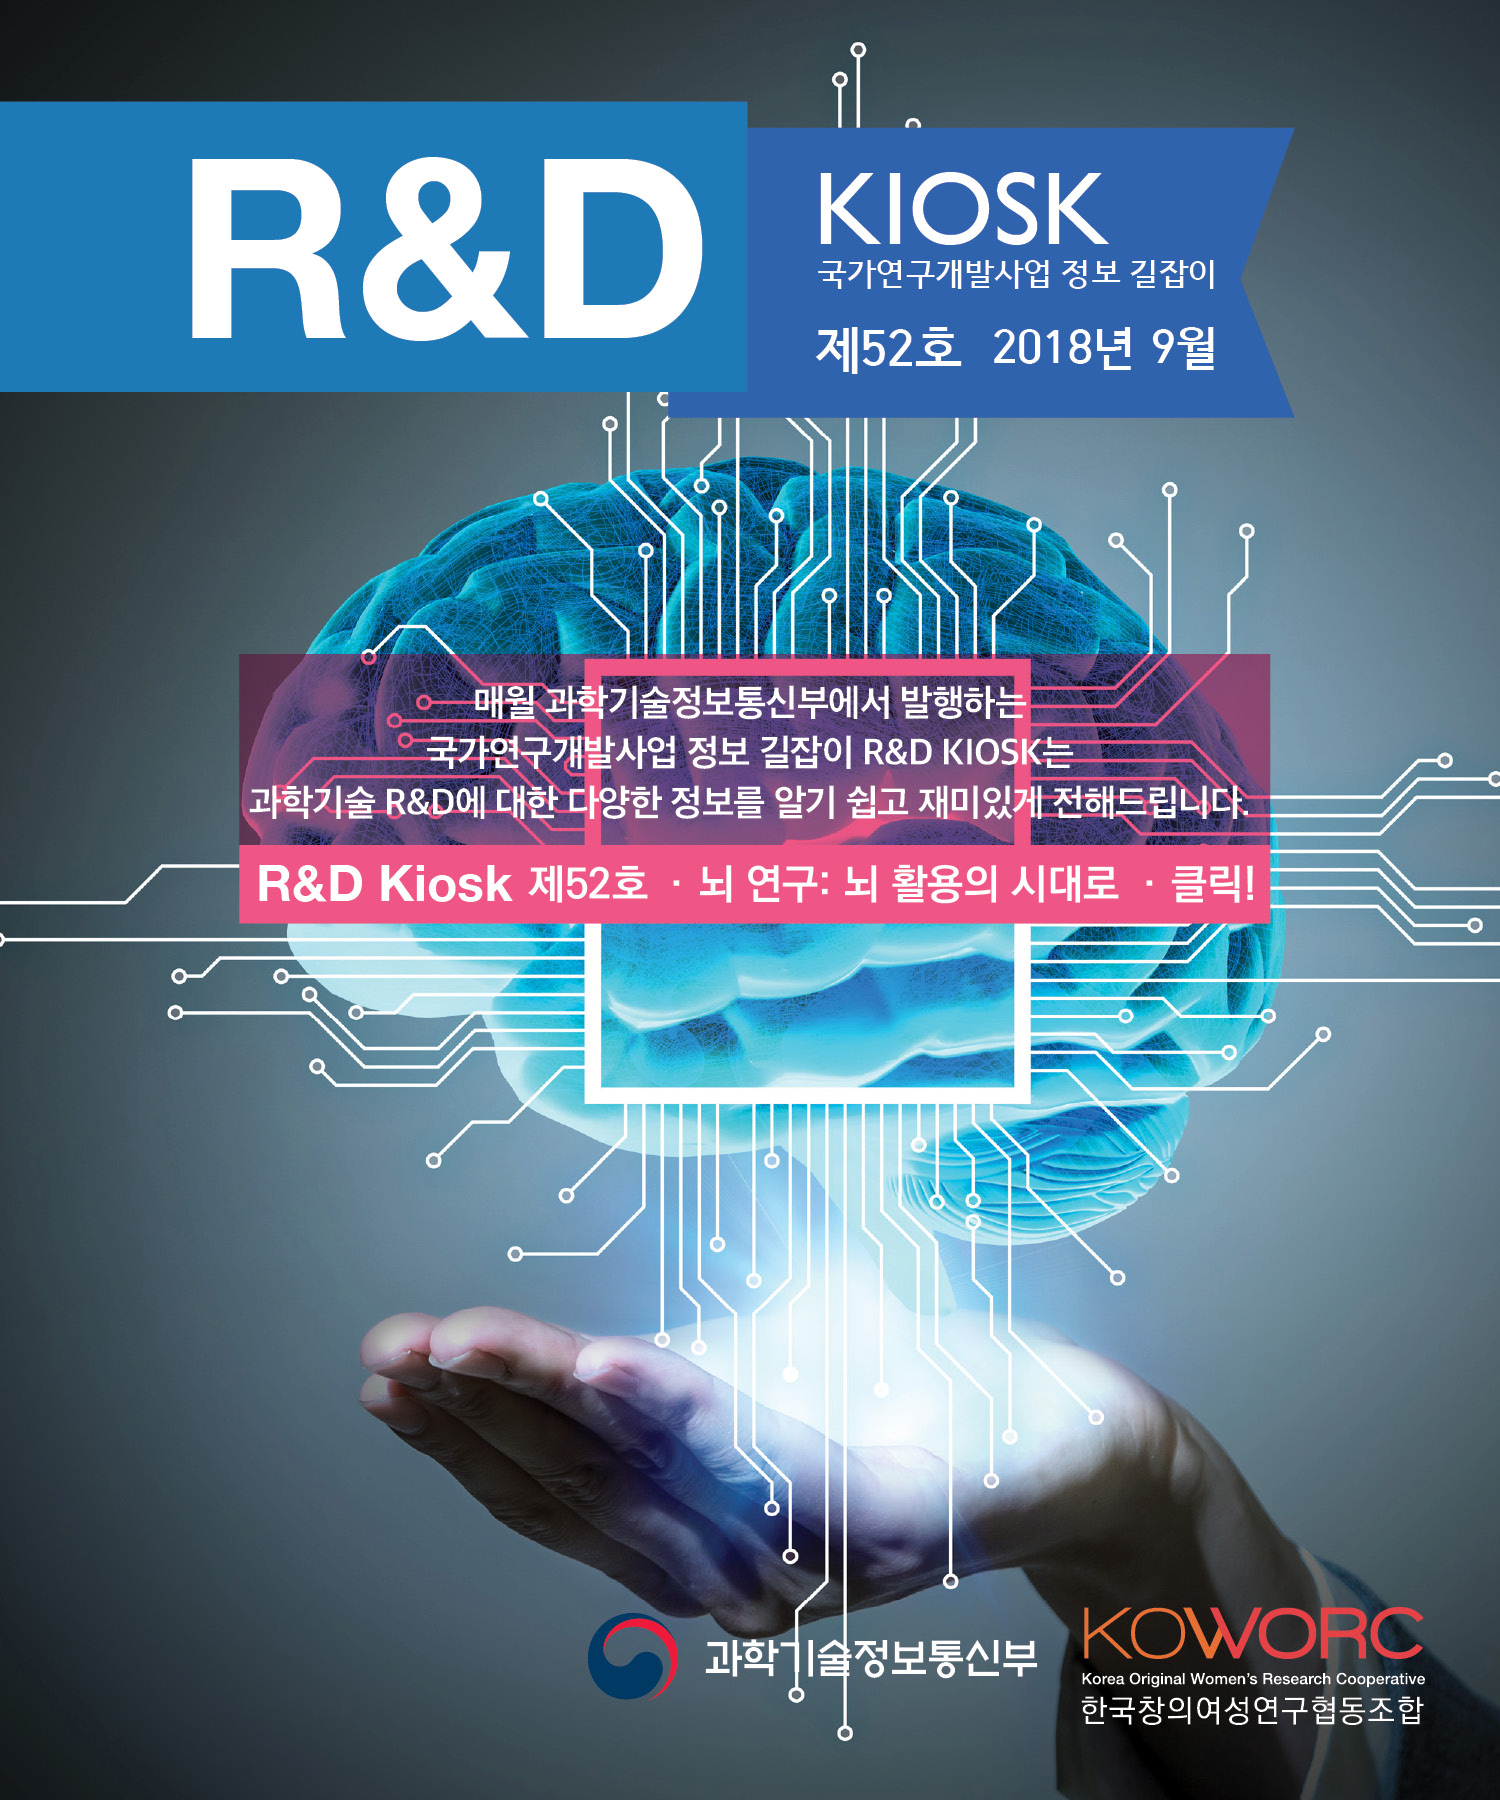 R&D
KIOSK
국가연구개발사업 정보 길잡이
제52호 2018년 9월
매월 과학기술정보통신부에서 발행하는
국가연구개발사업 정보 길잡이 R&D KIOSK는
과학기술 R&D에 대한 다양한 정보를 알기 쉽고 재미있게 전해드립니다.
R&D Kiosk 제52호 · 뇌 연구: 뇌 활용의 시대로 · 클릭!
과학기술정보통신부
KOWORC
Korea Original Women's Research Cooperative
한국창의여성연구협동조합